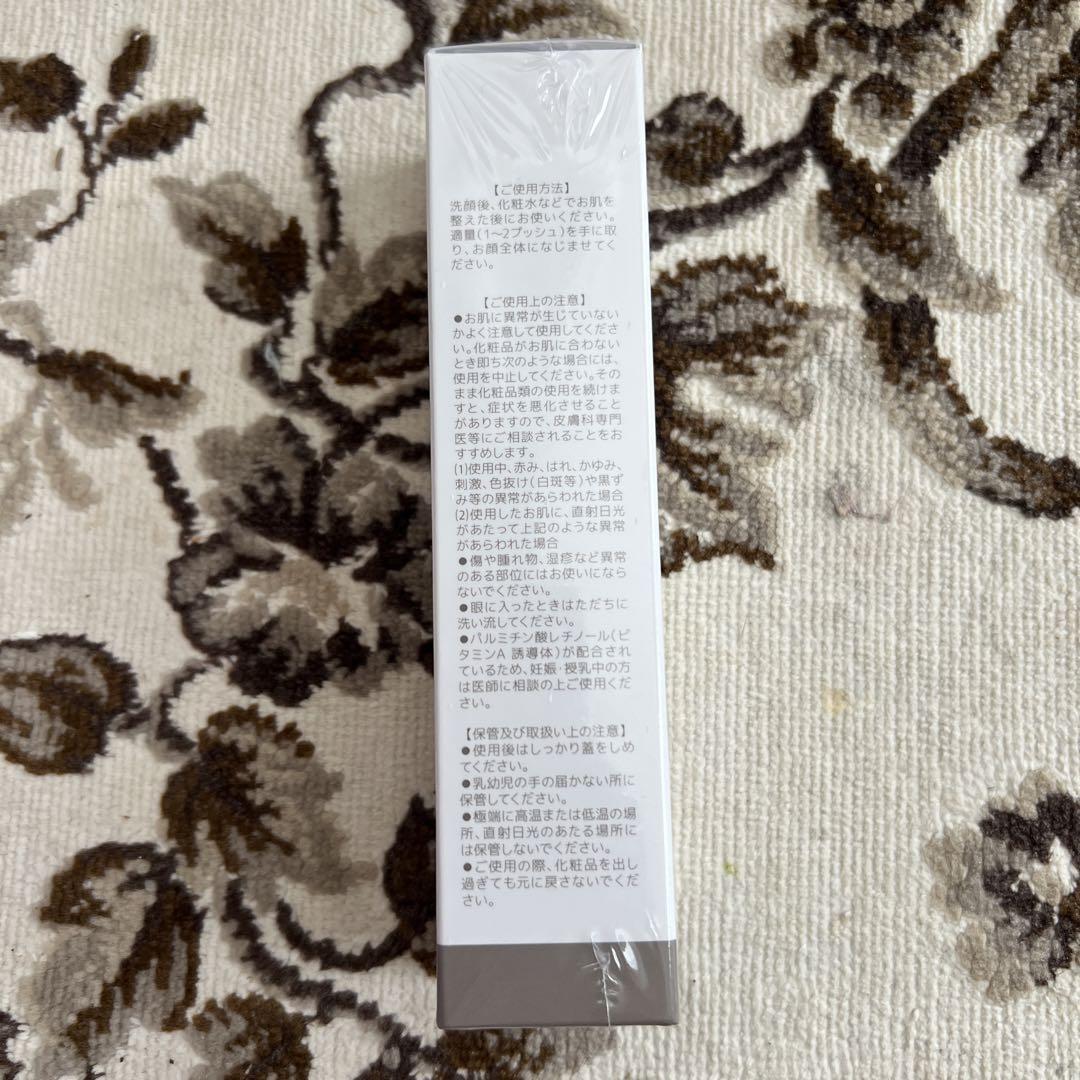 【ご使用方法】
洗顔後、化粧水などでお肌を
整えた後にお使いください。
適量(1〜2プッシュ)を手に取
り、お顔全体になじませてく
ださい。
【ご使用上の注意】
●お肌に異常が生じていない
かよく注意して使用してくださ
い。化粧品がお肌に合わない
とき即ち次のような場合には、
使用を中止してください。その
まま化粧品類の使用を続けま
すと、症状を悪化させること
がありますので、皮膚科専門
医等にご相談されることをお
すすめします。
(1)使用中、赤み、はれ、かゆみ、
刺激、色抜け(白斑等)や黒ず
み等の異常があらわれた場合
(2)使用したお肌に、直射日光
があたって上記のような異常
があらわれた場合
●傷や腫れ物、湿疹など異常
のある部位にはお使いになら
ないでください。
●眼に入ったときはただちに
洗い流してください。
●パルミチン酸レチノール(ビ
タミンA 誘導体)が配合され
ているため、妊娠・授乳中の方
は医師に相談の上ご使用くだ
さい。
【保管及び取扱い上の注意】
●使用後はしっかり蓋をしめ
てください。
●乳幼児の手の届かない所に
保管してください。
●極端に高温または低温の場
所、直射日光のあたる場所に
は保管しないでください。
●ご使用の際、化粧品を出し
過ぎても元に戻さないでくだ
さい。